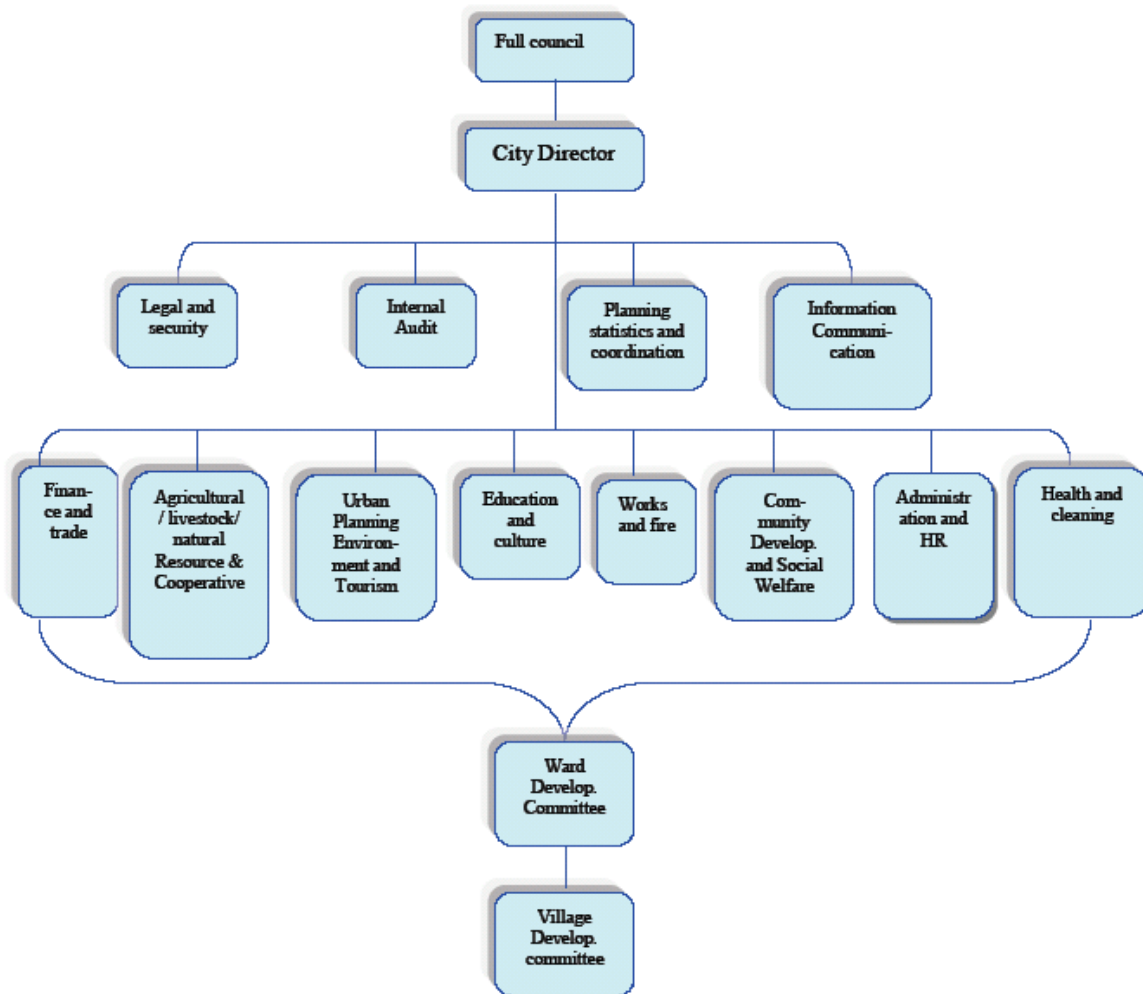 Full council
City Director
Legal and
security
Internal
Audit
Planning
statistics and
coordination
Information
Communi-
cation
Finan-
ce and
trade
Agricultural
/ livestock/
natural
Resource &
Cooperative
Urban
Planning
Environ-
ment and
Tourism
Education
and
culture
Works
and fire
Com-
munity
Develop.
and Social
Welfare
Administr
ation and
HR
Health and
cleaning
Ward
Develop.
Committee
Village
Develop.
committee